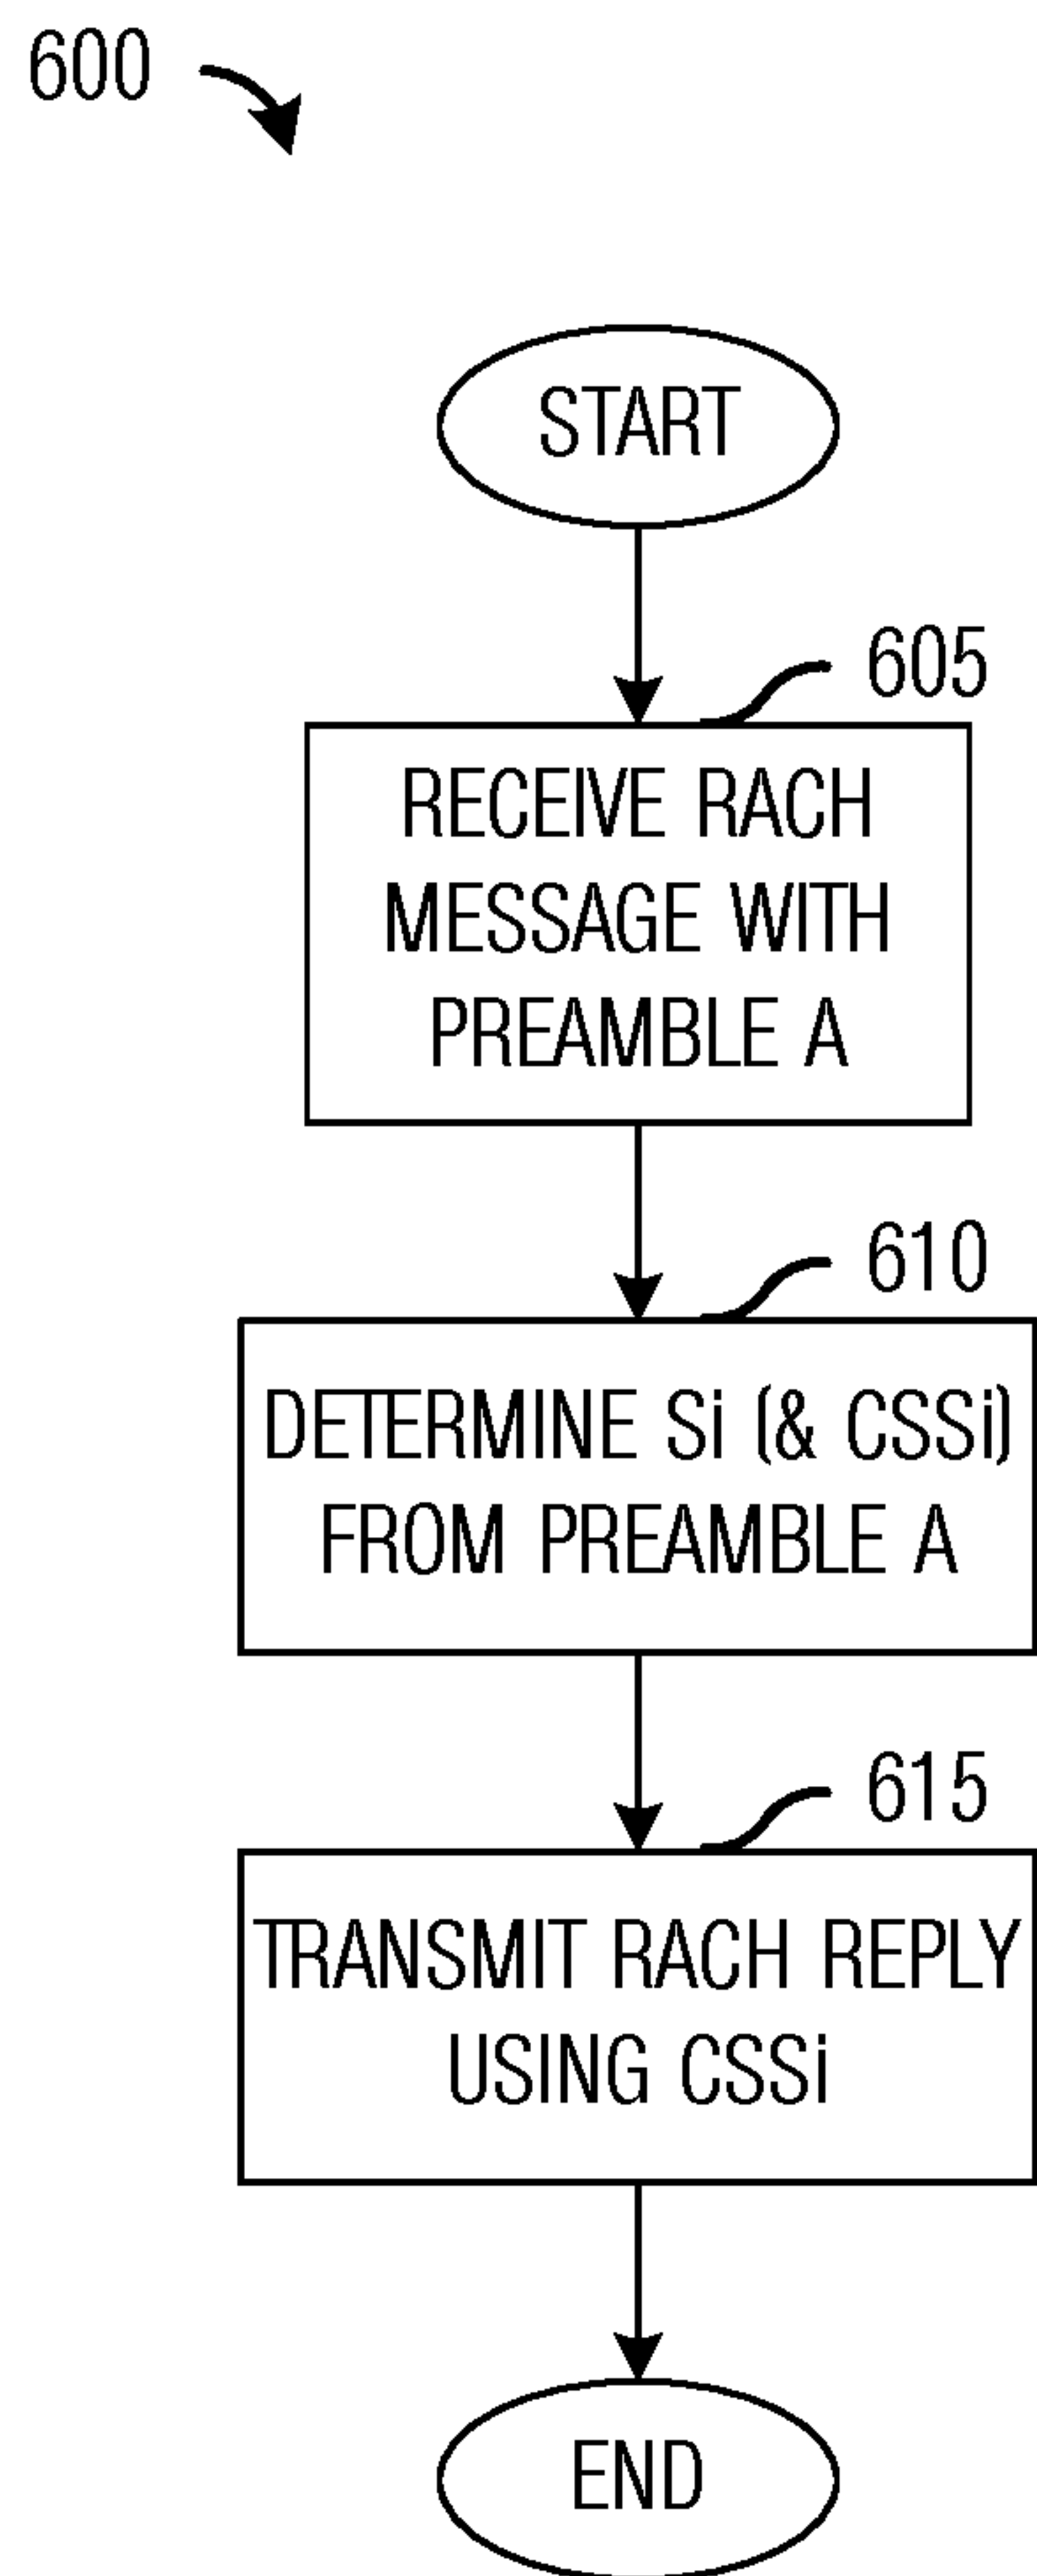 600
START
605
RECEIVE RACH
MESSAGE WITH
PREAMBLE A
610
DETERMINE Si (& CSSi)
FROM PREAMBLE A
615
TRANSMIT RACH REPLY
USING CSSi
END